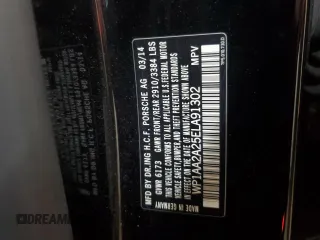 MFD BY DR.ING H.C.F. PORSCHE AG 03/14
GVWR 6173 GAWR FRONT/REAR 2910/3384 LBS
THIS VEHICLE CONFORMS TO ALL APPLICABLE U.S.FEDERAL MOTOR
VEHICLE SAFETY,BUMPER,AND THEFT PREVENTION STANDARDS
IN EFFECT ON THE DATE OF MANUFACTURE SHOWN ABOVE
WP1AA2A25ELA91302 MPV
MADE IN GERMANY